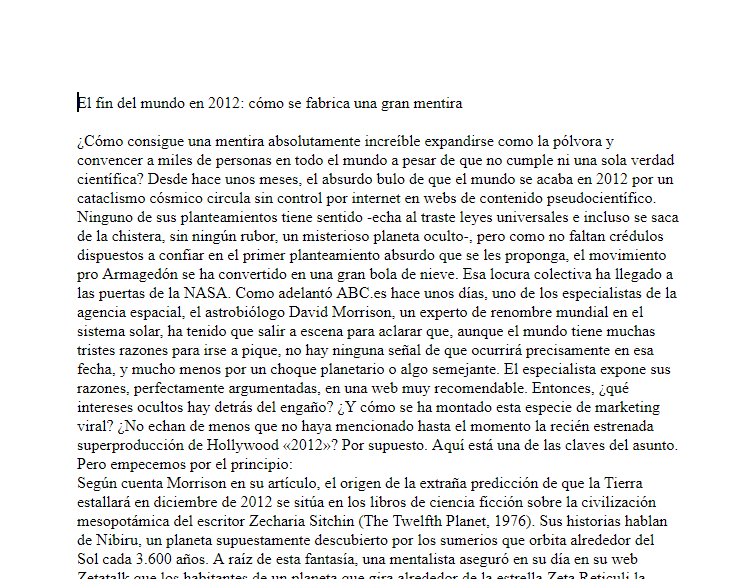 El fin del mundo en 2012: cómo se fabrica una gran mentira
¿Cómo consigue una mentira absolutamente increíble expandirse como la pólvora y
convencer a miles de personas en todo el mundo a pesar de que no cumple ni una sola verdad
científica? Desde hace unos meses, el absurdo bulo de que el mundo se acaba en 2012 por un
cataclismo cósmico circula sin control por internet en webs de contenido pseudocientífico.
Ninguno de sus planteamientos tiene sentido -echa al traste leyes universales e incluso se saca
de la chistera, sin ningún rubor, un misterioso planeta oculto-, pero como no faltan crédulos
dispuestos a confiar en el primer planteamiento absurdo que se les proponga, el movimiento
pro Armagedón se ha convertido en una gran bola de nieve. Esa locura colectiva ha llegado a
las puertas de la NASA. Como adelantó ABC.es hace unos días, uno de los especialistas de la
agencia espacial, el astrobiólogo David Morrison, un experto de renombre mundial en el
sistema solar, ha tenido que salir a escena para aclarar que, aunque el mundo tiene muchas
tristes razones para irse a pique, no hay ninguna señal de que ocurrirá precisamente en esa
fecha, y mucho menos por un choque planetario o algo semejante. El especialista expone sus
razones, perfectamente argumentadas, en una web muy recomendable. Entonces, ¿qué
intereses ocultos hay detrás del engaño? ¿Y cómo se ha montado esta especie de marketing
viral? ¿No echan de menos que no haya mencionado hasta el momento la recién estrenada
superproducción de Hollywood «2012»? Por supuesto. Aquí está una de las claves del asunto.
Pero empecemos por el principio:
Según cuenta Morrison en su artículo, el origen de la extraña predicción de que la Tierra
estallará en diciembre de 2012 se sitúa en los libros de ciencia ficción sobre la civilización
mesopotámica del escritor Zecharia Sitchin (The Twelfth Planet, 1976). Sus historias hablan
de Nibiru, un planeta supuestamente descubierto por los sumerios que orbita alrededor del
Sol cada 3.600 años. A raíz de esta fantasía, una mentalista aseguró en su día en su web
Zetatalk que los habitantes de un planeta que gira alrededor de la estrella Zeta Reticuli la